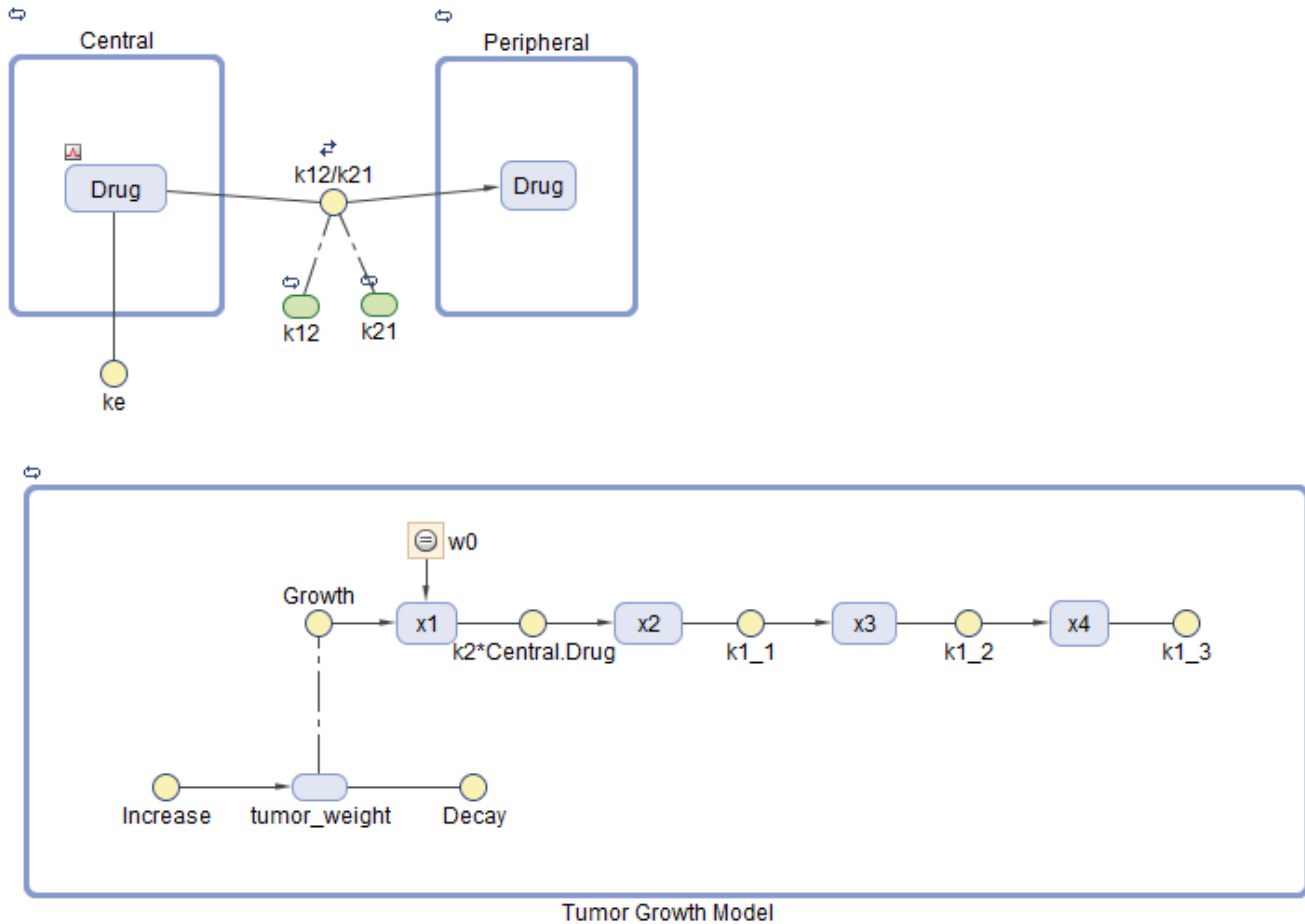 Central
Peripheral
Drug
k12/k21
Drug
k12
k21
ke
w0
Growth
x1
x2
x3
x4
k2*Central.Drug
k1_1
k1_2
k1_3
Increase
tumor_weight
Decay
Tumor Growth Model